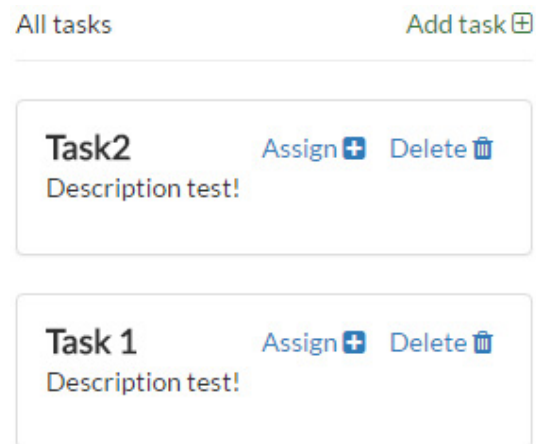 All tasks Add task
Task2 Assign Delete
Description test!
Task 1 Assign Delete
Description test!